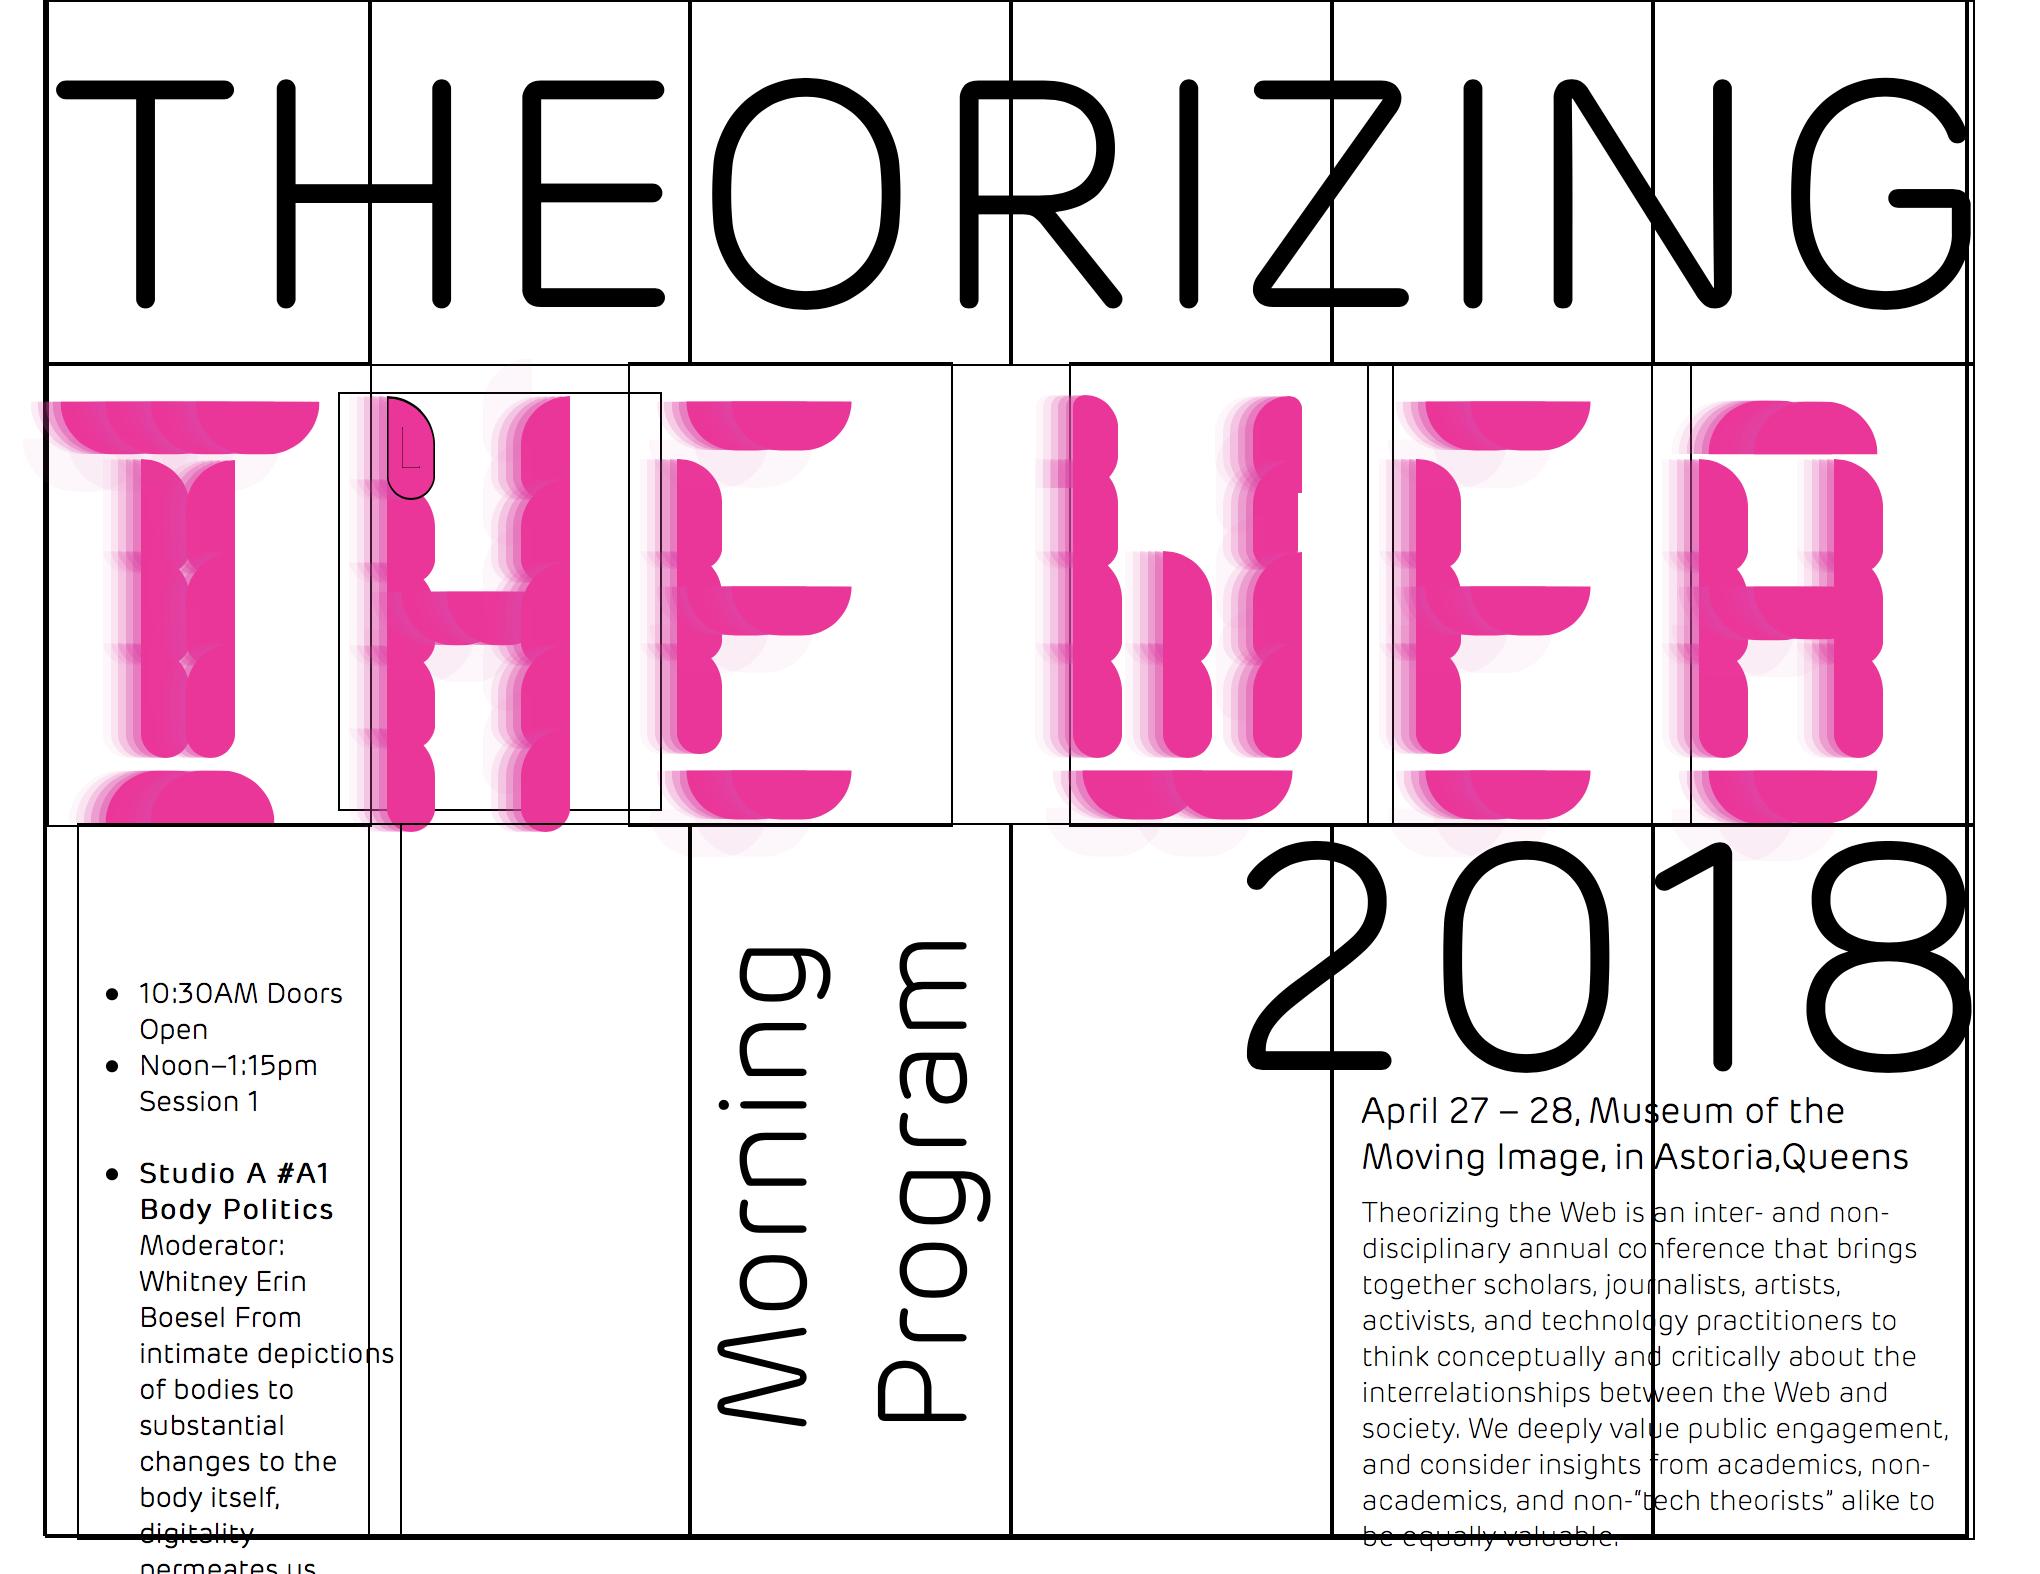 THEORIZING
THE WEB
2018
April 27 – 28, Museum of the
Moving Image, in Astoria,Queens
Theorizing the Web is an inter- and non-
disciplinary annual conference that brings
together scholars, journalists, artists,
activists, and technology practitioners to
think conceptually and critically about the
interrelationships between the Web and
society. We deeply value public engagement,
and consider insights from academics, non-
academics, and non-“tech theorists” alike to
be equally valuable.
Morning
Program
• 10:30AM Doors
Open
• Noon–1:15pm
Session 1
• Studio A #A1
Body Politics
Moderator:
Whitney Erin
Boesel From
intimate depictions
of bodies to
substantial
changes to the
body itself,
digitality
permeates us